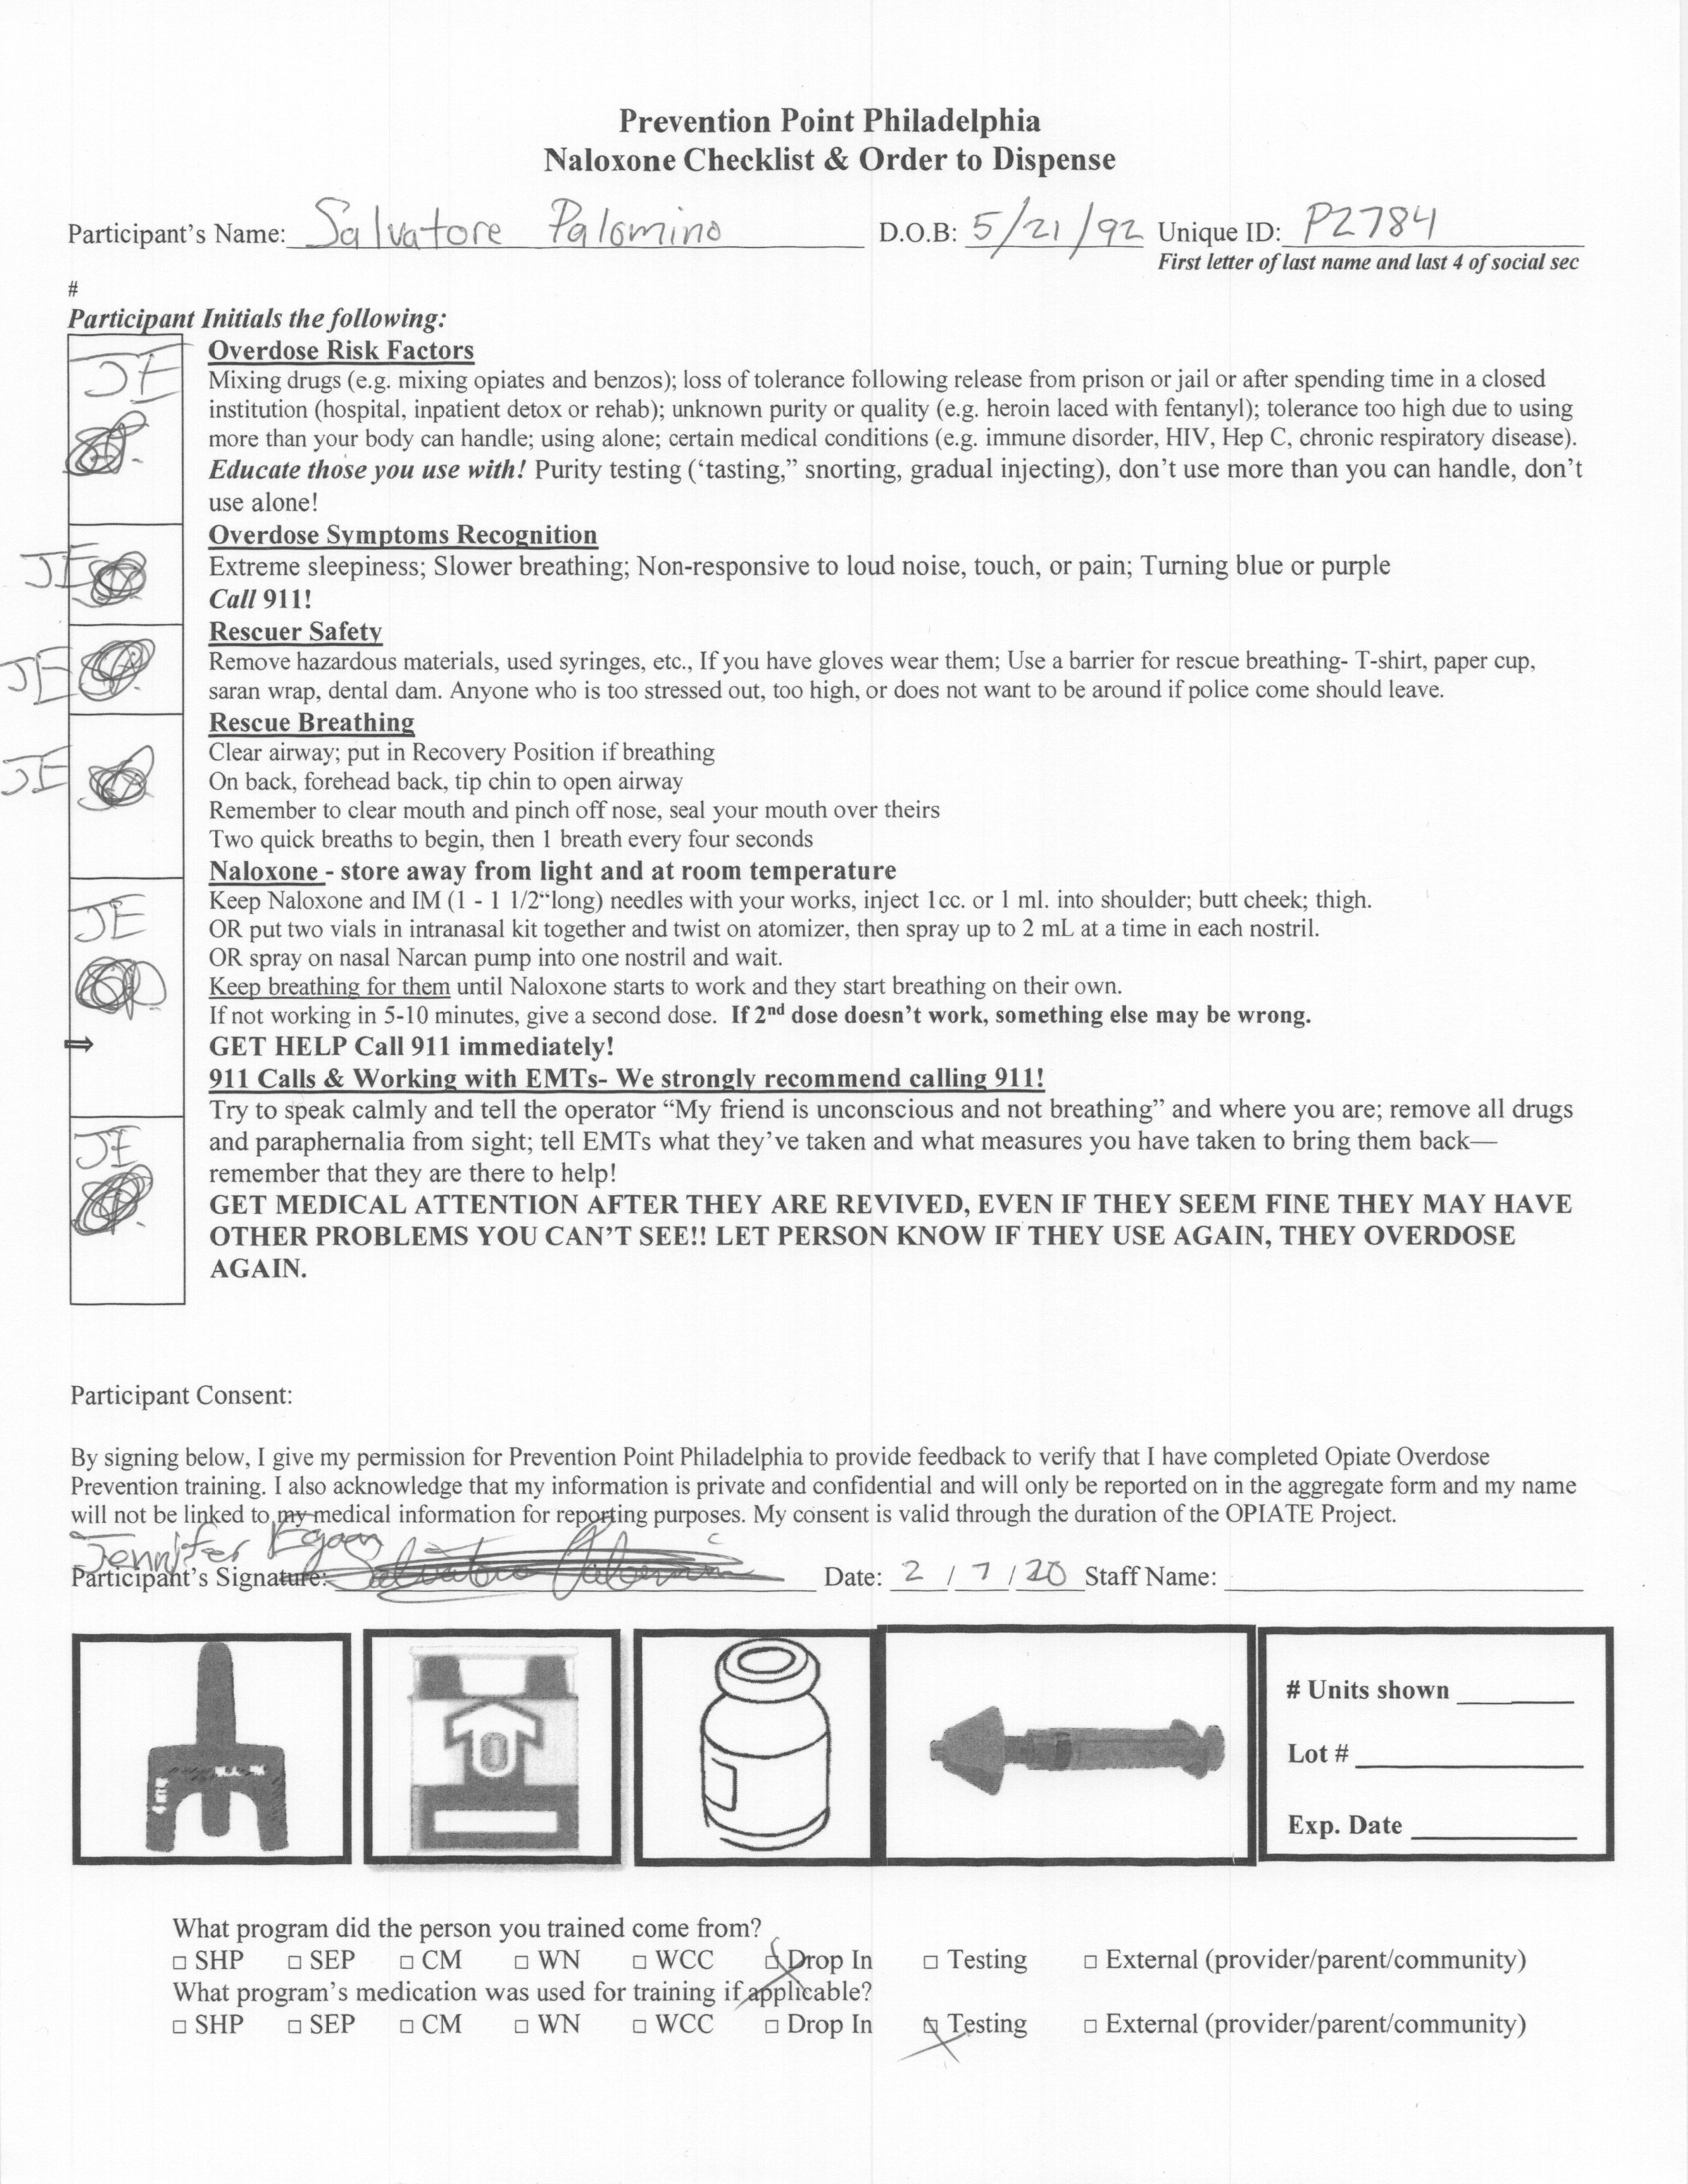 Prevention Point Philadelphia
Naloxone Checklist & Order to Dispense
Participant's Name: Salvatore Palomino D.O.B: 5/21/92 Unique ID: P2784
First letter of last name and last 4 of social sec
#
Participant Initials the following:
JE
Overdose Risk Factors
Mixing drugs (e.g. mixing opiates and benzos); loss of tolerance following release from prison or jail or after spending time in a closed
institution (hospital, inpatient detox or rehab); unknown purity or quality (e.g. heroin laced with fentanyl); tolerance too high due to using
more than your body can handle; using alone; certain medical conditions (e.g. immune disorder, HIV, Hep C, chronic respiratory disease).
Educate those you use with! Purity testing ('tasting," snorting, gradual injecting), don't use more than you can handle, don't
use alone!
JE
Overdose Symptoms Recognition
Extreme sleepiness; Slower breathing; Non-responsive to loud noise, touch, or pain; Turning blue or purple
Call 911!
JE
Rescuer Safety
Remove hazardous materials, used syringes, etc., If you have gloves wear them; Use a barrier for rescue breathing- T-shirt, paper cup,
saran wrap, dental dam. Anyone who is too stressed out, too high, or does not want to be around if police come should leave.
JE
Rescue Breathing
Clear airway; put in Recovery Position if breathing
On back, forehead back, tip chin to open airway
Remember to clear mouth and pinch off nose, seal your mouth over theirs
Two quick breaths to begin, then 1 breath every four seconds
JE
Naloxone - store away from light and at room temperature
Keep Naloxone and IM (1 - 1 1/2"long) needles with your works, inject 1cc. or 1 ml. into shoulder; butt cheek; thigh.
OR put two vials in intranasal kit together and twist on atomizer, then spray up to 2 mL at a time in each nostril.
OR spray on nasal Narcan pump into one nostril and wait.
Keep breathing for them until Naloxone starts to work and they start breathing on their own.
If not working in 5-10 minutes, give a second dose. If 2nd dose doesn't work, something else may be wrong.
⇒ GET HELP Call 911 immediately!
911 Calls & Working with EMTs- We strongly recommend calling 911!
JE
Try to speak calmly and tell the operator "My friend is unconscious and not breathing" and where you are; remove all drugs
and paraphernalia from sight; tell EMTs what they've taken and what measures you have taken to bring them back—
remember that they are there to help!
GET MEDICAL ATTENTION AFTER THEY ARE REVIVED, EVEN IF THEY SEEM FINE THEY MAY HAVE
OTHER PROBLEMS YOU CAN'T SEE!! LET PERSON KNOW IF THEY USE AGAIN, THEY OVERDOSE
AGAIN.
Participant Consent:
By signing below, I give my permission for Prevention Point Philadelphia to provide feedback to verify that I have completed Opiate Overdose
Prevention training. I also acknowledge that my information is private and confidential and will only be reported on in the aggregate form and my name
will not be linked to my medical information for reporting purposes. My consent is valid through the duration of the OPIATE Project.
Jennifer Egan
Participant's Signature: Salvatore Palomino Date: 2/7/20 Staff Name:
# Units shown
Lot #
Exp. Date
What program did the person you trained come from?
□ SHP □ SEP □ CM □ WN □ WCC ☒ Drop In □ Testing □ External (provider/parent/community)
What program's medication was used for training if applicable?
□ SHP □ SEP □ CM □ WN □ WCC □ Drop In ☒ Testing □ External (provider/parent/community)